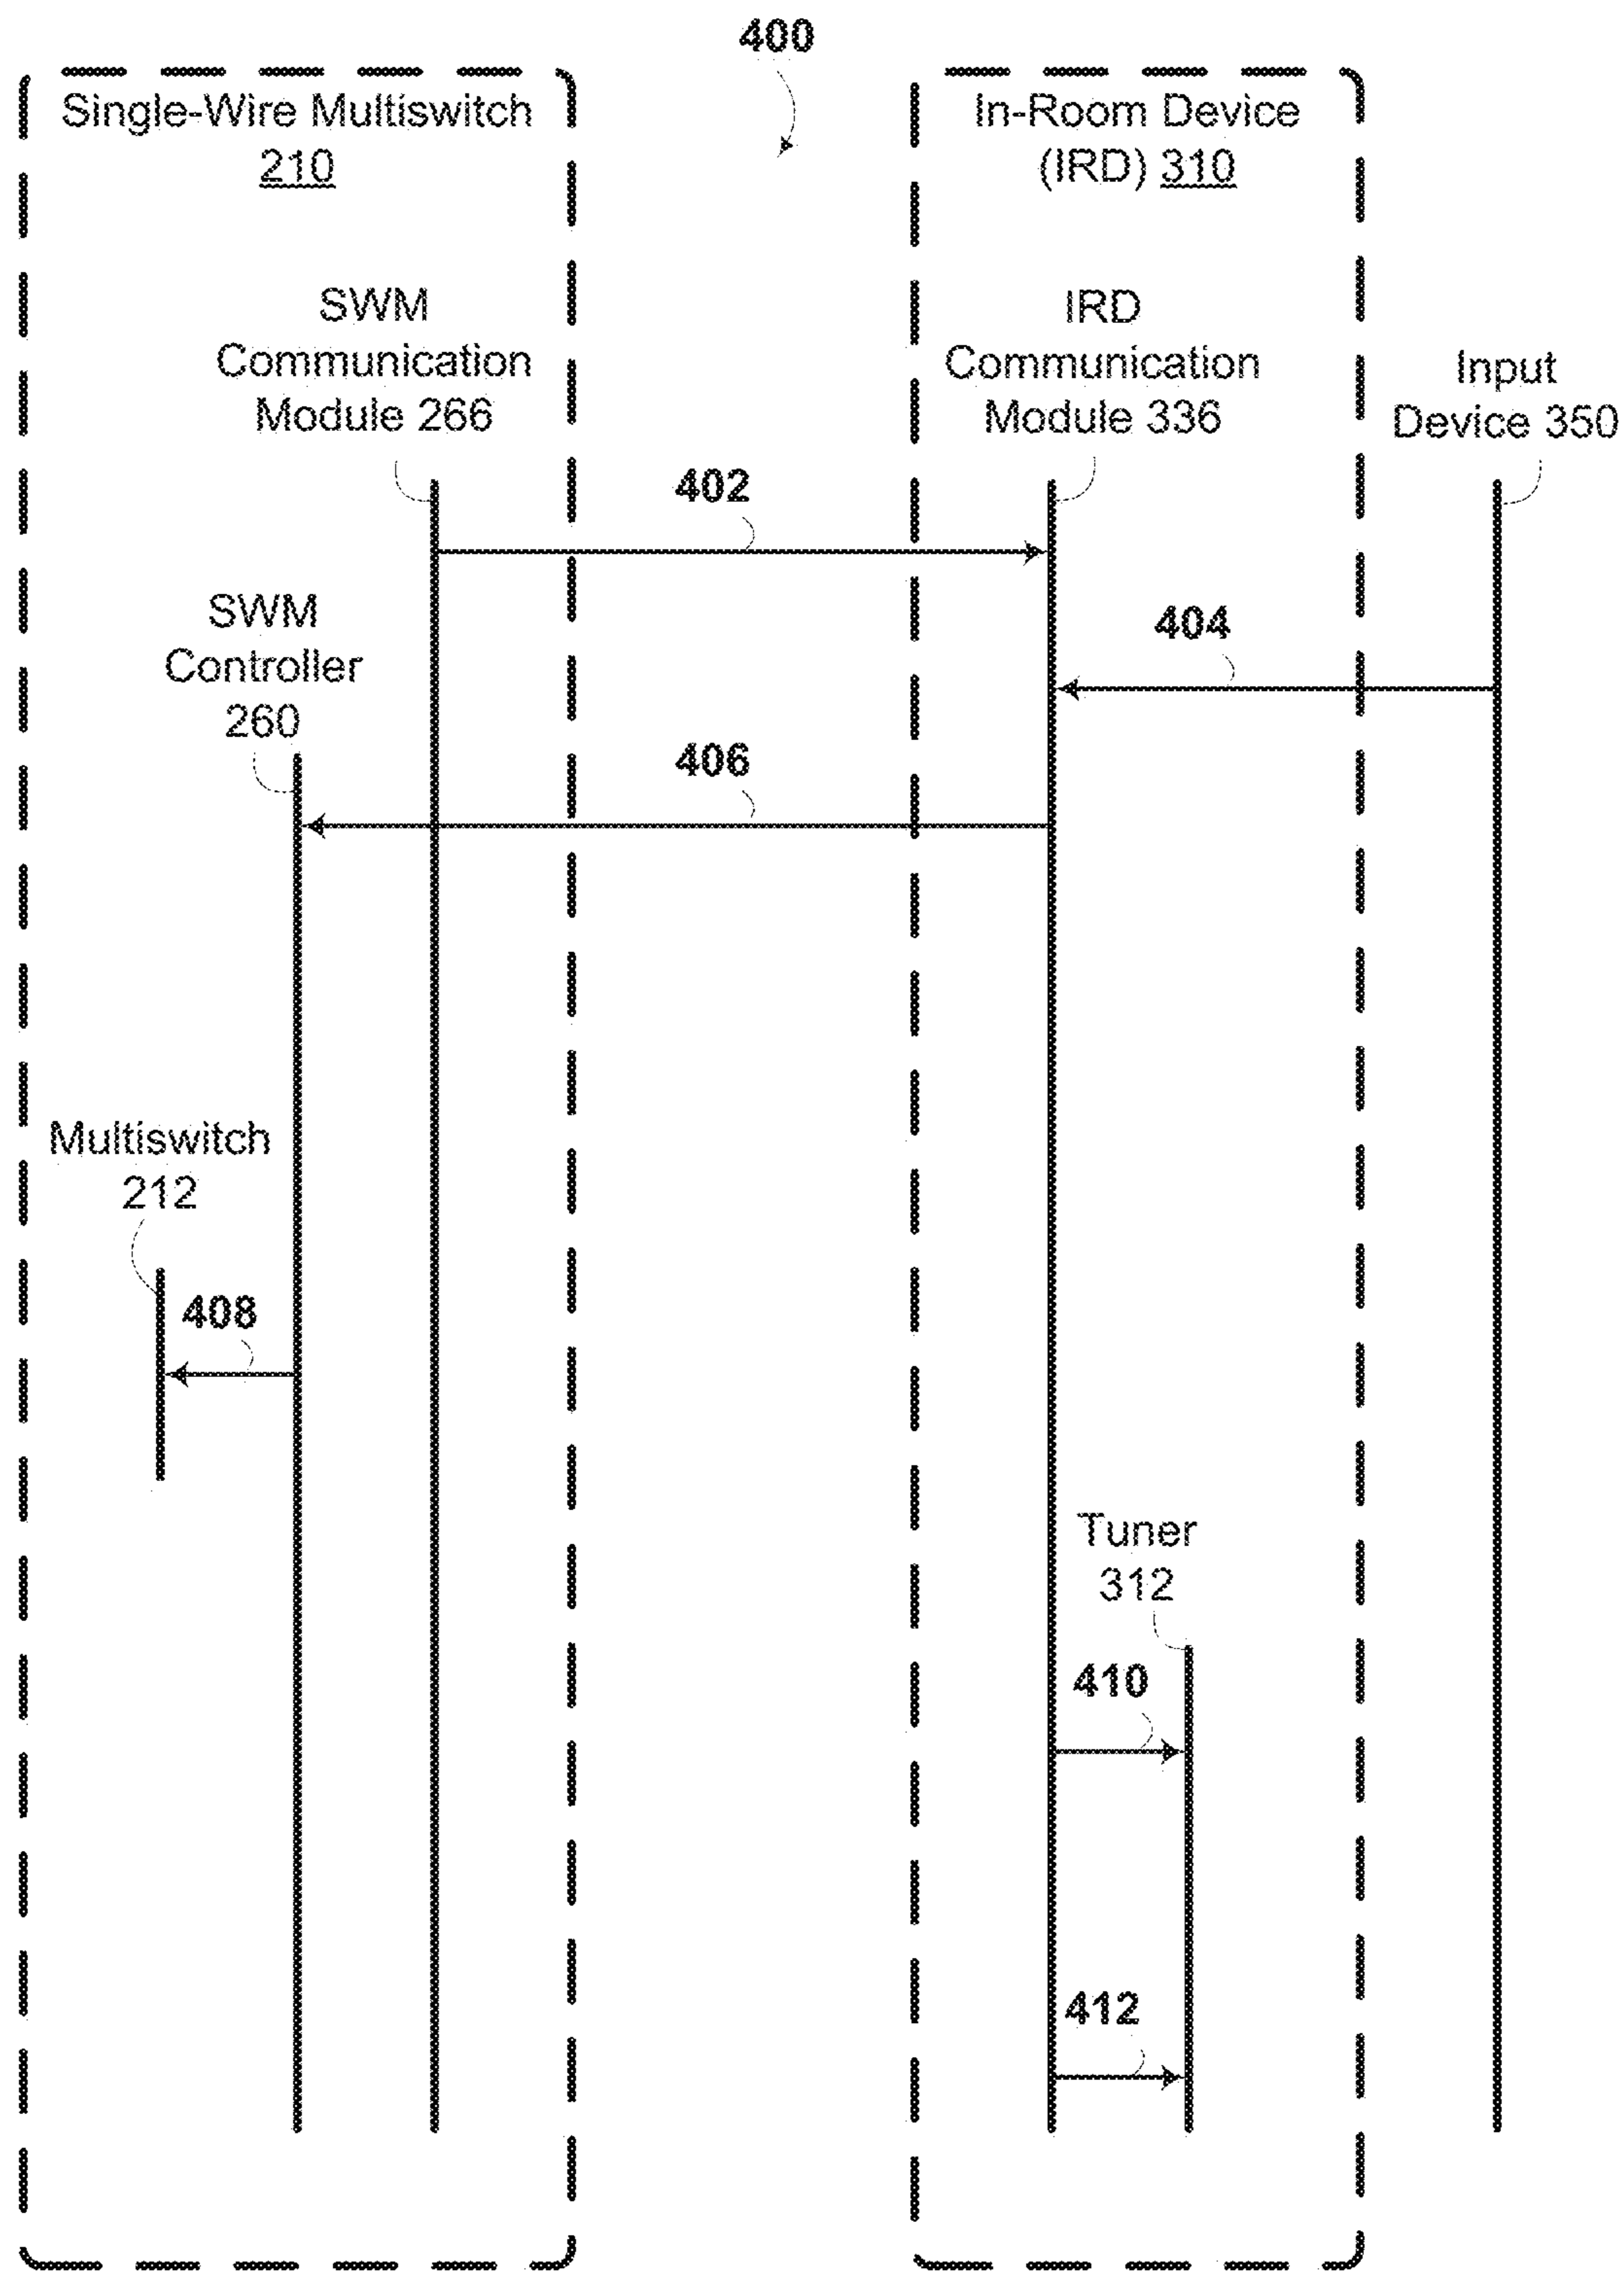 400
Single-Wire Multiswitch
210
In-Room Device
(IRD) 310
SWM
Communication
Module 266
IRD
Communication
Module 336
Input
Device 350
402
SWM
Controller
260
404
406
Multiswitch
212
408
Tuner
312
410
412